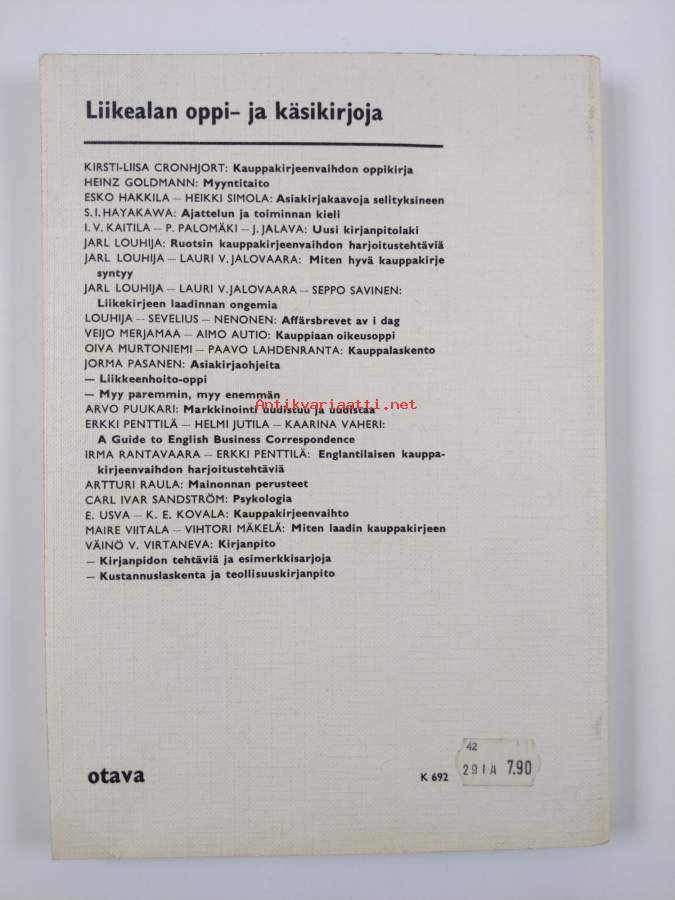 Liikealan oppi- ja käsikirjoja
KIRSTI-LIISA CRONHJORT: Kauppakirjeenvaihdon oppikirja
HEINZ GOLDMANN: Myyntitaito
ESKO HAKKILA – HEIKKI SIMOLA: Asiakirjakaavoja selityksineen
S. I. HAYAKAWA: Ajattelun ja toiminnan kieli
I. V. KAITILA – P. PALOMÄKI – J. JALAVA: Uusi kirjanpitolaki
JARL LOUHIJA: Ruotsin kauppakirjeenvaihdon harjoitustehtäviä
JARL LOUHIJA – LAURI V. JALOVAARA: Miten hyvä kauppakirje
syntyy
JARL LOUHIJA – LAURI V. JALOVAARA – SEPPO SAVINEN:
Liikekirjeen laadinnan ongemia
LOUHIJA – SEVELIUS – NENONEN: Affärsbrevet av i dag
VEIJO MERJAMAA – AIMO AUTIO: Kauppiaan oikeusoppi
OIVA MURTONIEMI – PAAVO LAHDENRANTA: Kauppalaskento
JORMA PASANEN: Asiakirjaohjeita
– Liikkeenhoito-oppi
– Myy paremmin, myy enemmän
Antikvariaatti.net
ARVO PUUKARI: Markkinointi uudistuu ja uudistaa
ERKKI PENTTILÄ – HELMI JUTILA – KAARINA VAHERI:
A Guide to English Business Correspondence
IRMA RANTAVAARA – ERKKI PENTTILÄ: Englantilaisen kauppa-
kirjeenvaihdon harjoitustehtäviä
ARTTURI RAULA: Mainonnan perusteet
CARL IVAR SANDSTRÖM: Psykologia
E. USVA – K. E. KOVALA: Kauppakirjeenvaihto
MAIRE VIITALA – VIHTORI MÄKELÄ: Miten laadin kauppakirjeen
VÄINÖ V. VIRTANEVA: Kirjanpito
– Kirjanpidon tehtäviä ja esimerkkisarjoja
– Kustannuslaskenta ja teollisuuskirjanpito
42
otava
K 692
291A 7.90